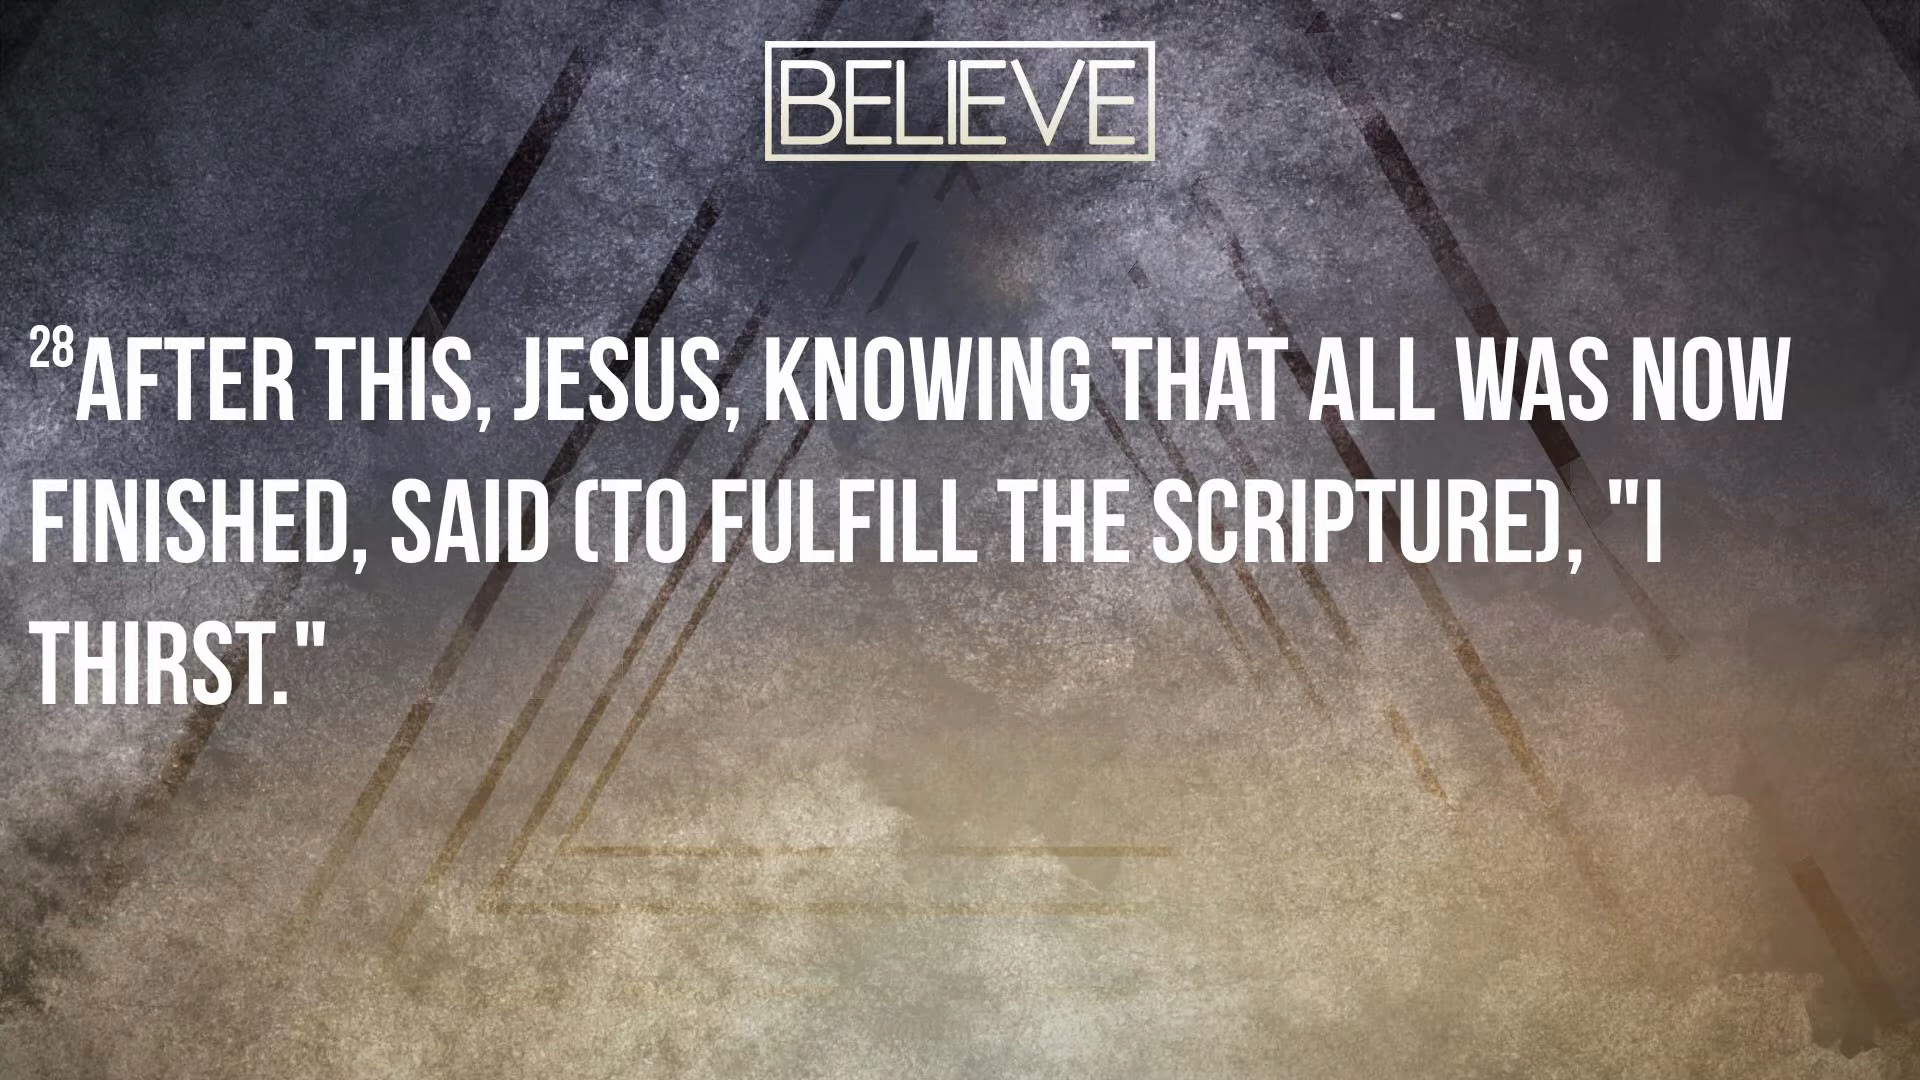 BELIEVE
28AFTER THIS, JESUS, KNOWING THAT ALL WAS NOW
FINISHED, SAID (TO FULFILL THE SCRIPTURE), "I
THIRST."